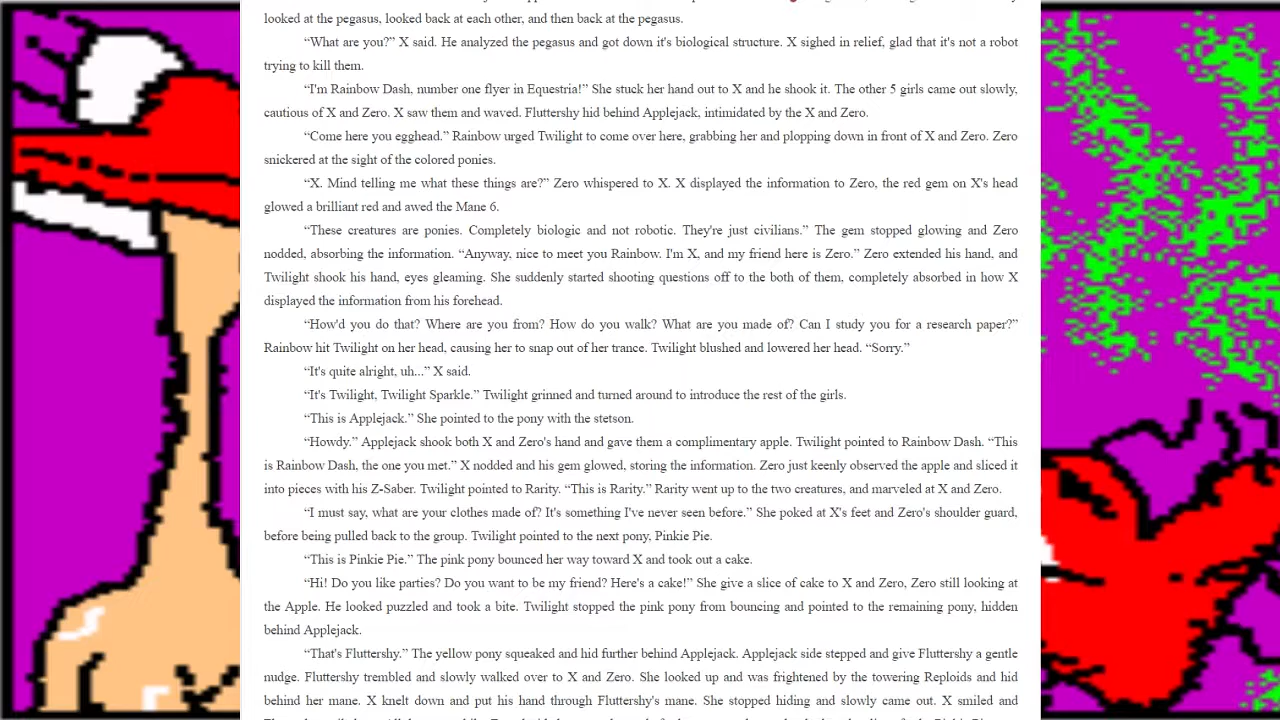 looked at the pegasus, looked back at each other, and then back at the pegasus.
“What are you?” X said. He analyzed the pegasus and got down it's biological structure. X sighed in relief, glad that it's not a robot
trying to kill them.
“I'm Rainbow Dash, number one flyer in Equestria!” She stuck her hand out to X and he shook it. The other 5 girls came out slowly,
cautious of X and Zero. X saw them and waved. Fluttershy hid behind Applejack, intimidated by the X and Zero.
“Come here you egghead.” Rainbow urged Twilight to come over here, grabbing her and plopping down in front of X and Zero. Zero
snickered at the sight of the colored ponies.
“X. Mind telling me what these things are?” Zero whispered to X. X displayed the information to Zero, the red gem on X's head
glowed a brilliant red and awed the Mane 6.
“These creatures are ponies. Completely biologic and not robotic. They're just civilians.” The gem stopped glowing and Zero
nodded, absorbing the information. “Anyway, nice to meet you Rainbow. I'm X, and my friend here is Zero.” Zero extended his hand, and
Twilight shook his hand, eyes gleaming. She suddenly started shooting questions off to the both of them, completely absorbed in how X
displayed the information from his forehead.
“How'd you do that? Where are you from? How do you walk? What are you made of? Can I study you for a research paper?”
Rainbow hit Twilight in the head, causing her to snap out of her trance. Twilight blushed and lowered her head. “Sorry.”
“It's quite alright, uh...” X said.
“It's Twilight, Twilight Sparkle.” Twilight grinned and turned around to introduce the rest of the girls.
“This is Applejack.” She pointed to the pony with the stetson.
“Howdy.” Applejack shook both X and Zero's hand and gave them a complimentary apple. Twilight pointed to Rainbow Dash. “This
is Rainbow Dash, the one you met.” X nodded and his gem glowed, storing the information. Zero just keenly observed the apple and sliced it
into pieces with his Z-Saber. Twilight pointed to Rarity. “This is Rarity.” Rarity went up to the two creatures, and marveled at X and Zero.
“I must say, what are your clothes made of? It's something I've never seen before.” She poked at X's feet and Zero's shoulder guard,
before being pulled back to the group. Twilight pointed to the next pony, Pinkie Pie.
“This is Pinkie Pie.” The pink pony bounced her way toward X and took out a cake.
“Hi! Do you like parties? Do you want to be my friend? Here's a cake!” She give a slice of cake to X and Zero, Zero still looking at
the Apple. He looked puzzled and took a bite. Twilight stopped the pink pony from bouncing and pointed to the remaining pony, hidden
behind Applejack.
“That's Fluttershy.” The yellow pony squeaked and hid further behind Applejack. Applejack side stepped and give Fluttershy a gentle
nudge. Fluttershy trembled and slowly walked over to X and Zero. She looked up and was frightened by the towering Reploids and hid
behind her mane. X knelt down and put his hand through Fluttershy's mane. She stopped hiding and slowly came out. X smiled and